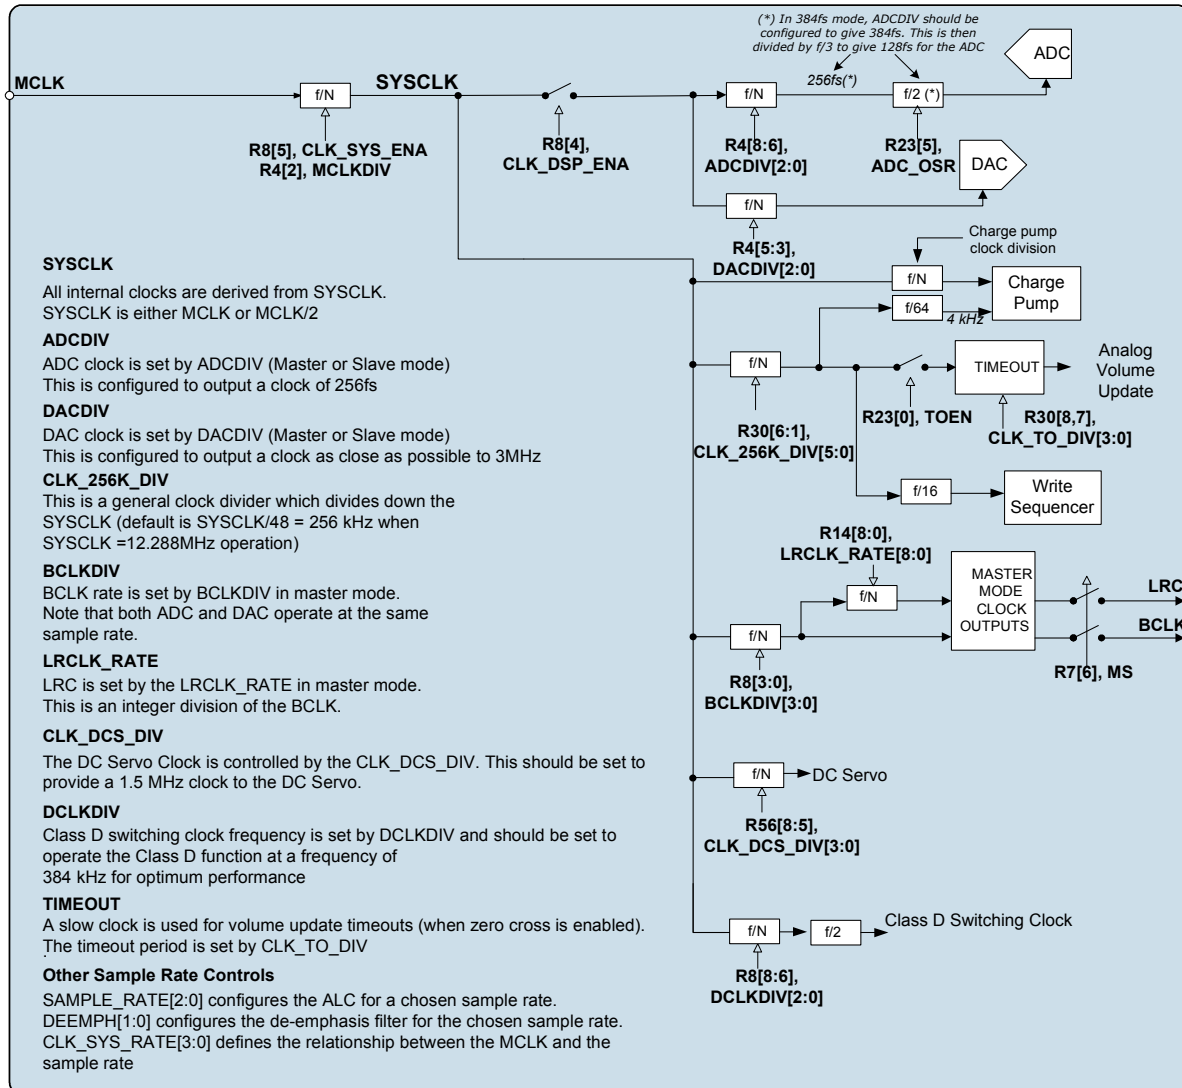 (*) In 384fs mode, ADCDIV should be
configured to give 384fs. This is then
divided by f/3 to give 128fs for the ADC
ADC
MCLK
f/N
SYSCLK
f/N
256fs(*)
f/2 (*)
R8[5], CLK_SYS_ENA
R4[2], MCLKDIV
R8[4],
CLK_DSP_ENA
R4[8:6],
ADCDIV[2:0]
R23[5],
ADC_OSR
DAC
f/N
R4[5:3],
DACDIV[2:0]
Charge pump
clock division
f/N
Charge
Pump
f/64
4 kHz
f/N
TIMEOUT
Analog
Volume
Update
R30[6:1],
CLK_256K_DIV[5:0]
R23[0], TOEN
R30[8,7],
CLK_TO_DIV[3:0]
f/16
Write
Sequencer
R14[8:0],
LRCLK_RATE[8:0]
f/N
MASTER
MODE
CLOCK
OUTPUTS
LRC
BCLK
f/N
R8[3:0],
BCLKDIV[3:0]
R7[6], MS
f/N
DC Servo
R56[8:5],
CLK_DCS_DIV[3:0]
f/N
f/2
Class D Switching Clock
R8[8:6],
DCLKDIV[2:0]
SYSCLK
All internal clocks are derived from SYSCLK.
SYSCLK is either MCLK or MCLK/2
ADCDIV
ADC clock is set by ADCDIV (Master or Slave mode)
This is configured to output a clock of 256fs
DACDIV
DAC clock is set by DACDIV (Master or Slave mode)
This is configured to output a clock as close as possible to 3MHz
CLK_256K_DIV
This is a general clock divider which divides down the
SYSCLK (default is SYSCLK/48 = 256 kHz when
SYSCLK =12.288MHz operation)
BCLKDIV
BCLK rate is set by BCLKDIV in master mode.
Note that both ADC and DAC operate at the same
sample rate.
LRCLK_RATE
LRC is set by the LRCLK_RATE in master mode.
This is an integer division of the BCLK.
CLK_DCS_DIV
The DC Servo Clock is controlled by the CLK_DCS_DIV. This should be set to
provide a 1.5 MHz clock to the DC Servo.
DCLKDIV
Class D switching clock frequency is set by DCLKDIV and should be set to
operate the Class D function at a frequency of
384 kHz for optimum performance
TIMEOUT
A slow clock is used for volume update timeouts (when zero cross is enabled).
The timeout period is set by CLK_TO_DIV
.
Other Sample Rate Controls
SAMPLE_RATE[2:0] configures the ALC for a chosen sample rate.
DEEMPH[1:0] configures the de-emphasis filter for the chosen sample rate.
CLK_SYS_RATE[3:0] defines the relationship between the MCLK and the
sample rate